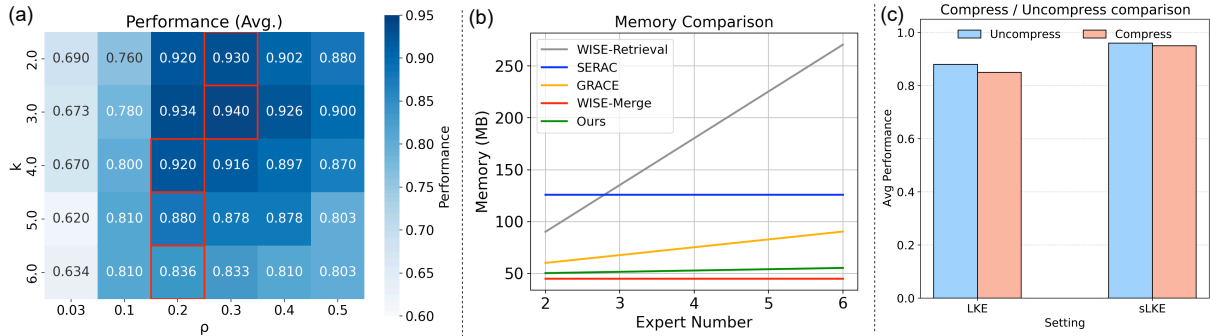 (a)
Performance (Avg.)
2.0 0.690 0.760 0.920 0.930 0.902 0.880
3.0 0.673 0.780 0.934 0.940 0.926 0.900
4.0 0.670 0.800 0.920 0.916 0.897 0.870
5.0 0.620 0.810 0.880 0.878 0.878 0.803
6.0 0.634 0.810 0.836 0.833 0.810 0.803
k
0.03 0.1 0.2 0.3 0.4 0.5
ρ
0.95
0.90
0.85
0.80
0.75
0.70
0.65
0.60
Performance
(b)
Memory Comparison
WISE-Retrieval
SERAC
GRACE
WISE-Merge
Ours
250
200
150
100
50
Memory (MB)
2 3 4 5 6
Expert Number
(c)
Compress / Uncompress comparison
Uncompress Compress
1.0
0.8
0.6
0.4
0.2
0.0
Avg Performance
LKE sLKE
Setting